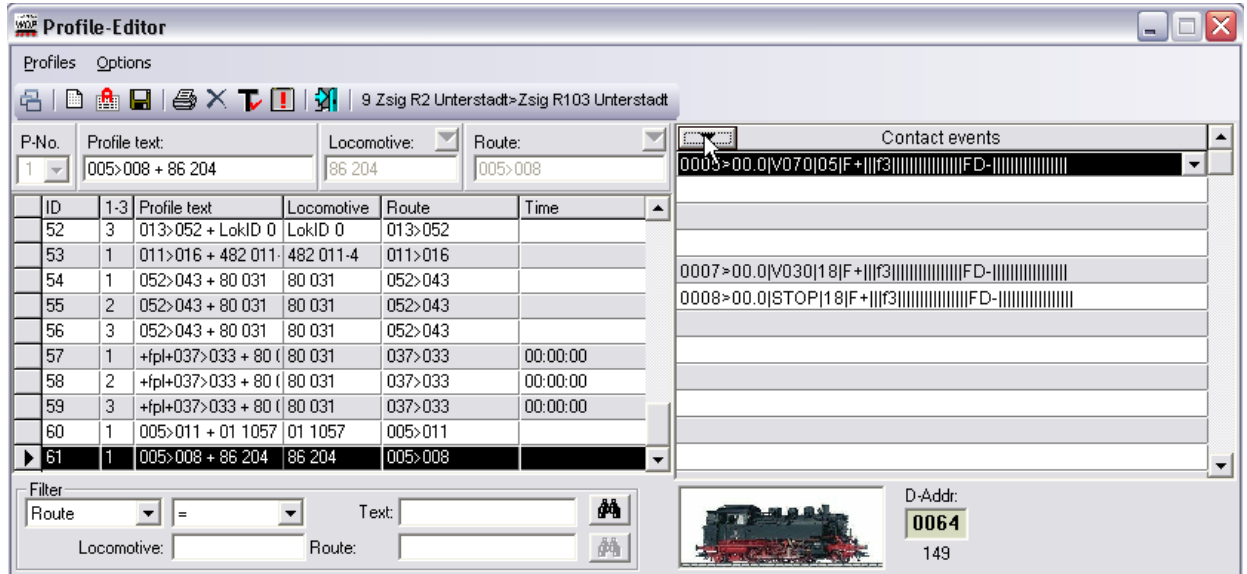 Profile-Editor
Profiles Options
9 Zsig R2 Unterstadt>Zsig R103 Unterstadt
P-No. Profile text: Locomotive: Route:
1 005>008 + 86 204 86 204 005>008
ID 1-3 Profile text Locomotive Route Time
52 3 013>052 + LokID 0 LokID 0 013>052
53 1 011>016 + 482 011- 482 011-4 011>016
54 1 052>043 + 80 031 80 031 052>043
55 2 052>043 + 80 031 80 031 052>043
56 3 052>043 + 80 031 80 031 052>043
57 1 +fpl+037>033 + 80 ( 80 031 037>033 00:00:00
58 2 +fpl+037>033 + 80 ( 80 031 037>033 00:00:00
59 3 +fpl+037>033 + 80 ( 80 031 037>033 00:00:00
60 1 005>011 + 01 1057 01 1057 005>011
61 1 005>008 + 86 204 86 204 005>008
Contact events
0005>00.0|V070|05|F+|||f3||||||||||||||||FD-||||||||||||||||
0007>00.0|V030|18|F+|||f3||||||||||||||||FD-||||||||||||||||
0008>00.0|STOP|18|F+|||f3||||||||||||||||FD-||||||||||||||||
Filter
Route = Text:
Locomotive: Route:
D-Addr:
0064
149